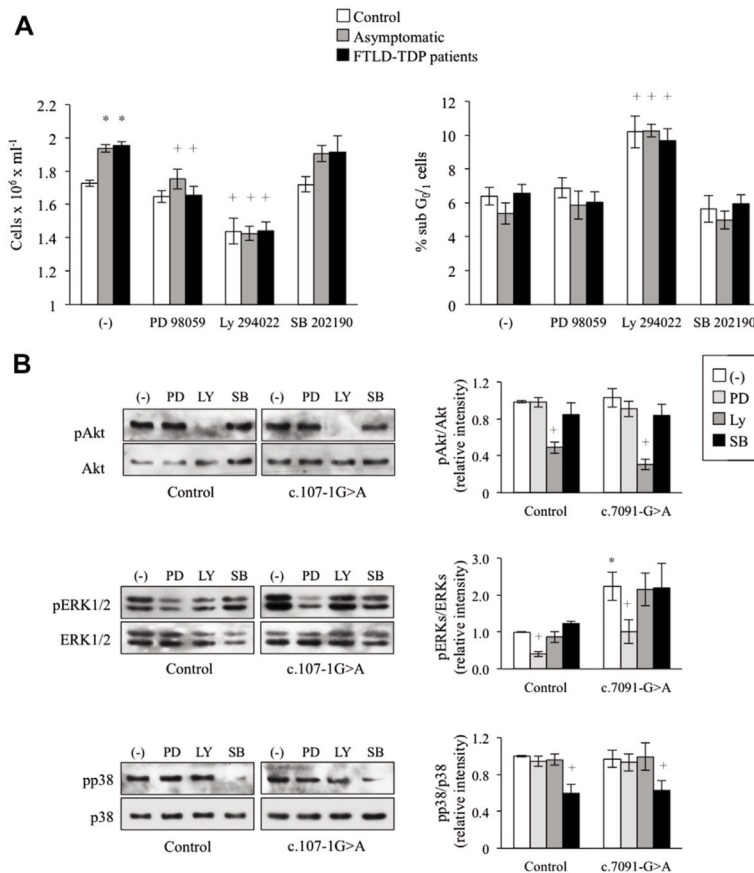 A
Control
Asymptomatic
FTLD-TDP patients
Cells x 10⁶ x ml⁻¹
2.2
2
1.8
1.6
1.4
1.2
1
(-) PD 98059 Ly 294022 SB 202190
* * + + + + +
% sub G₀/₁ cells
12
10
8
6
4
2
0
(-) PD 98059 Ly 294022 SB 202190
+ + +
B
(-) PD LY SB (-) PD LY SB
pAkt
Akt
Control c.107-1G>A
pAkt/Akt
(relative intensity)
1.2
0.8
0.4
0
+ +
Control c.7091-G>A
(-)
PD
Ly
SB
(-) PD LY SB (-) PD LY SB
pERK1/2
ERK1/2
Control c.107-1G>A
pERKs/ERKs
(relative intensity)
3.0
2.0
1.0
0.0
+ * +
Control c.7091-G>A
(-) PD LY SB (-) PD LY SB
pp38
p38
Control c.107-1G>A
pp38/p38
(relative intensity)
1.2
0.8
0.4
0
+ +
Control c.7091-G>A